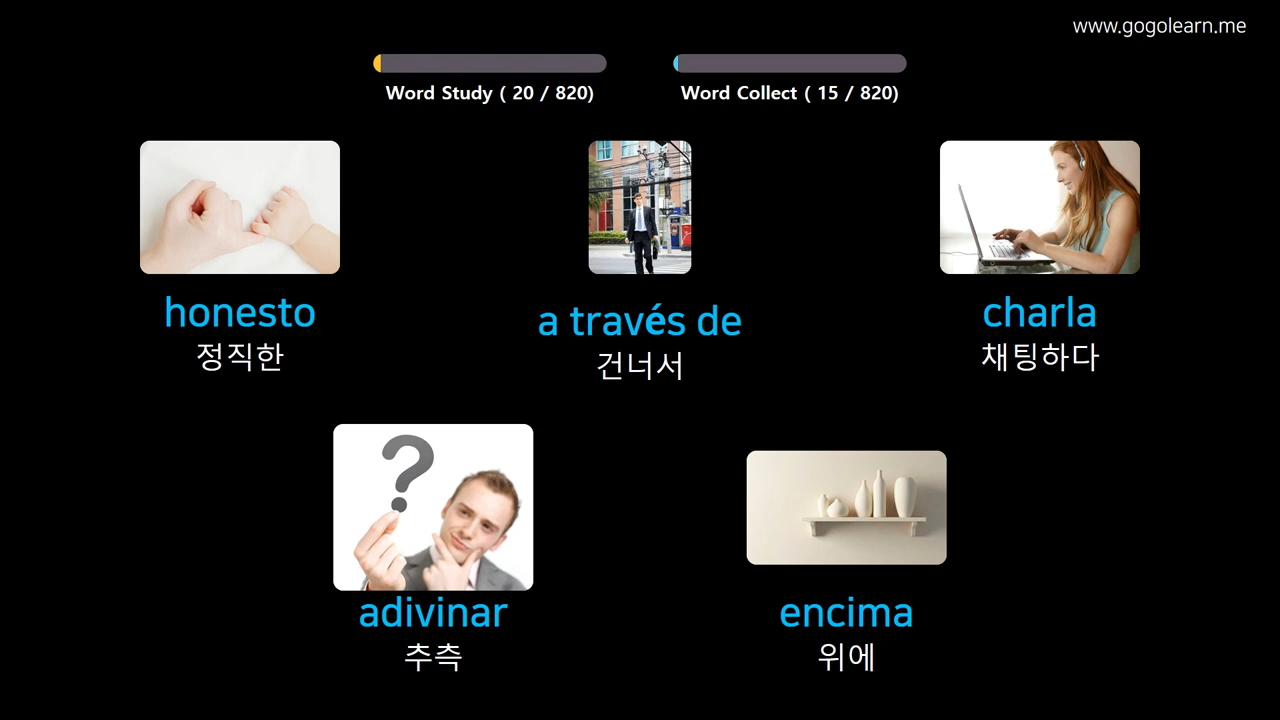 www.gogolearn.me
Word Study ( 20 / 820)
Word Collect ( 15 / 820)
honesto
정직한
a través de
건너서
charla
채팅하다
adivinar
추측
encima
위에